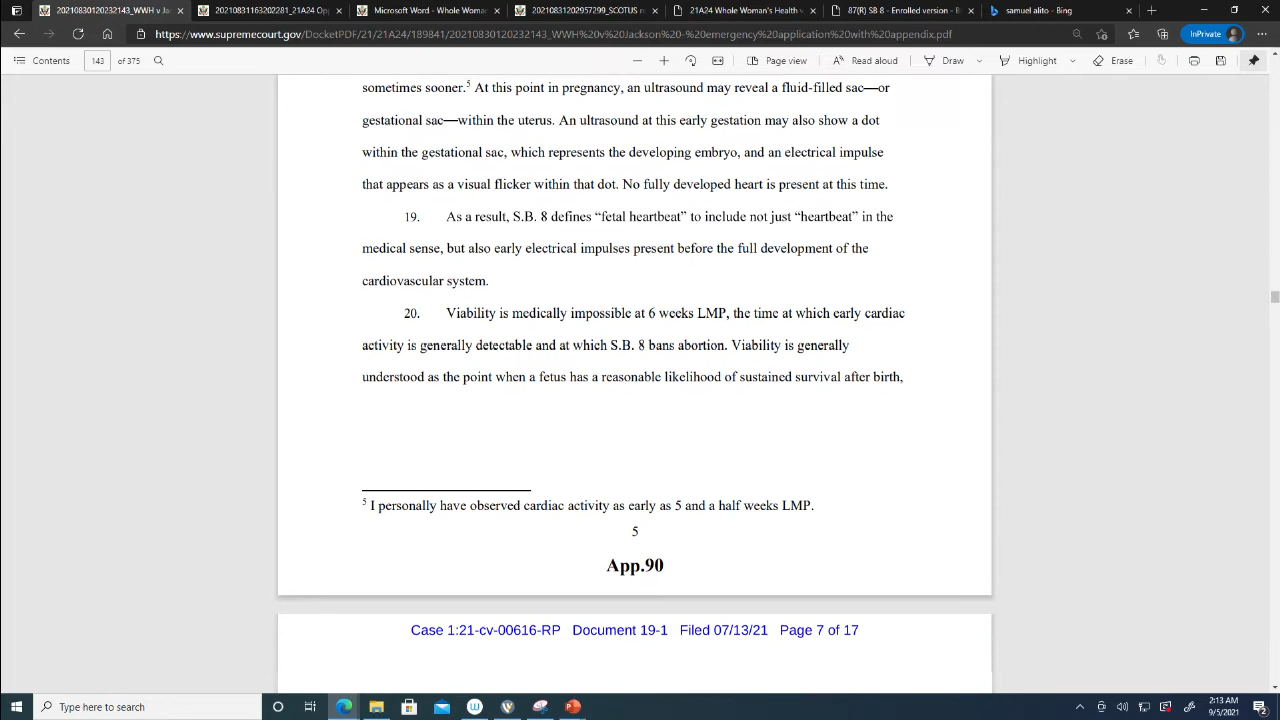 20210830120232143_WWH v Jac
20210831163202281_21A24 Opp
Microsoft Word - Whole Woma
20210831202957299_SCOTUS re
21A24 Whole Woman's Health v
87(R) SB 8 - Enrolled version - B
samuel alito - Bing
https://www.supremecourt.gov/DocketPDF/21/21A24/189841/20210830120232143_WWH%20v%20Jackson%20-%20emergency%20application%20with%20appendix.pdf
InPrivate
Contents
143 of 375
Page view
Read aloud
Draw
Highlight
Erase
sometimes sooner.5 At this point in pregnancy, an ultrasound may reveal a fluid-filled sac—or
gestational sac—within the uterus. An ultrasound at this early gestation may also show a dot
within the gestational sac, which represents the developing embryo, and an electrical impulse
that appears as a visual flicker within that dot. No fully developed heart is present at this time.
19. As a result, S.B. 8 defines “fetal heartbeat” to include not just “heartbeat” in the
medical sense, but also early electrical impulses present before the full development of the
cardiovascular system.
20. Viability is medically impossible at 6 weeks LMP, the time at which early cardiac
activity is generally detectable and at which S.B. 8 bans abortion. Viability is generally
understood as the point when a fetus has a reasonable likelihood of sustained survival after birth,
5 I personally have observed cardiac activity as early as 5 and a half weeks LMP.
5
App.90
Case 1:21-cv-00616-RP Document 19-1 Filed 07/13/21 Page 7 of 17
Type here to search
2:13 AM
9/5/2021